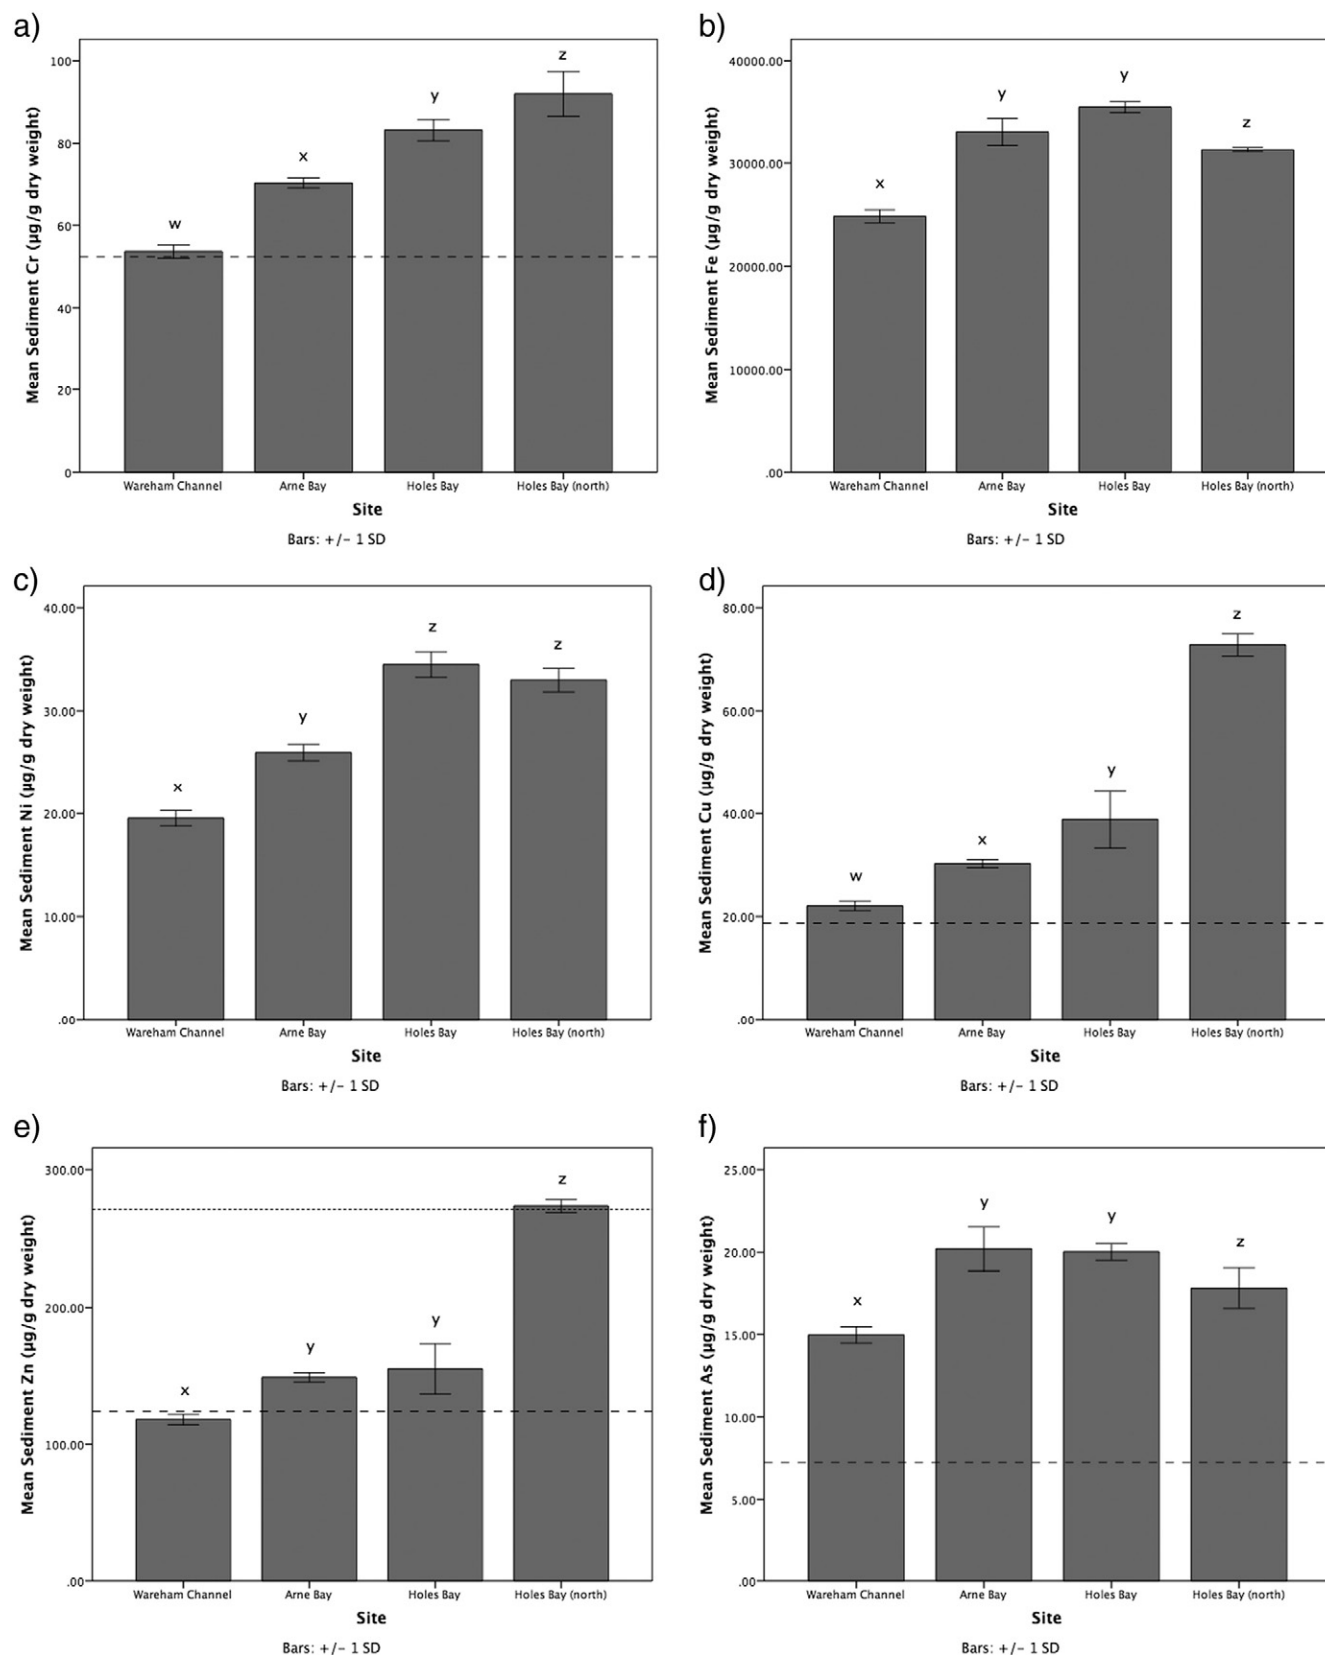 a)
Mean Sediment Cr (µg/g dry weight)
100
80
60
40
20
0
w
x
y
z
Wareham Channel Arne Bay Holes Bay Holes Bay (north)
Site
Bars: +/- 1 SD
b)
Mean Sediment Fe (µg/g dry weight)
40000.00
30000.00
20000.00
10000.00
.00
x
y
y
z
Wareham Channel Arne Bay Holes Bay Holes Bay (north)
Site
Bars: +/- 1 SD
c)
Mean Sediment Ni (µg/g dry weight)
40.00
30.00
20.00
10.00
.00
x
y
z
z
Wareham Channel Arne Bay Holes Bay Holes Bay (north)
Site
Bars: +/- 1 SD
d)
Mean Sediment Cu (µg/g dry weight)
80.00
60.00
40.00
20.00
.00
w
x
y
z
Wareham Channel Arne Bay Holes Bay Holes Bay (north)
Site
Bars: +/- 1 SD
e)
Mean Sediment Zn (µg/g dry weight)
300.00
200.00
100.00
.00
x
y
y
z
Wareham Channel Arne Bay Holes Bay Holes Bay (north)
Site
Bars: +/- 1 SD
f)
Mean Sediment As (µg/g dry weight)
25.00
20.00
15.00
10.00
5.00
.00
x
y
y
z
Wareham Channel Arne Bay Holes Bay Holes Bay (north)
Site
Bars: +/- 1 SD